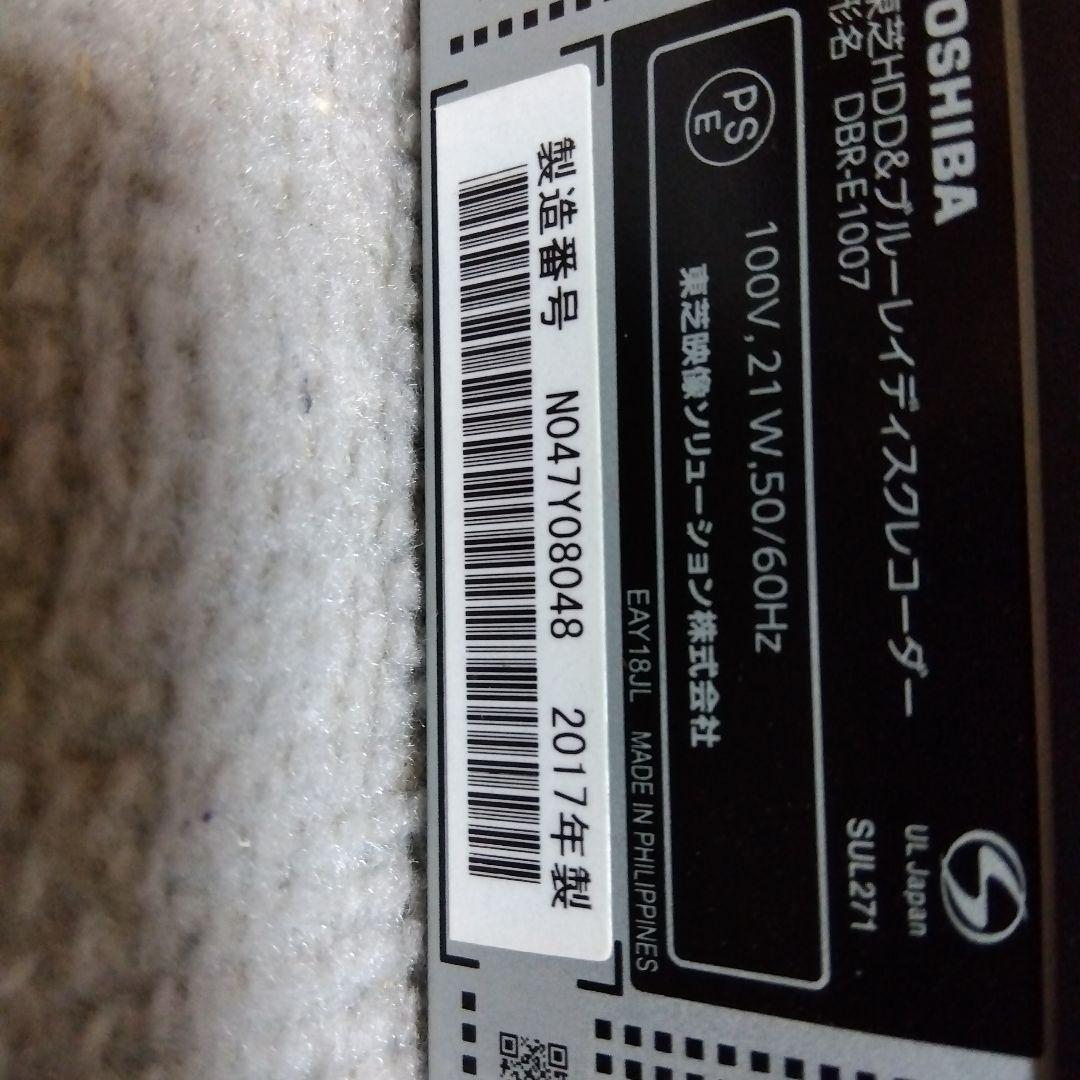 TOSHIBA
東芝HDD&ブルーレイディスクレコーダー
形名 DBR-E1007
UL Japan
SUL271
PSE
100V, 21W, 50/60Hz
東芝映像ソリューション株式会社
EAY18JL MADE IN PHILIPPINES
製造番号 N047Y08048 2017年製